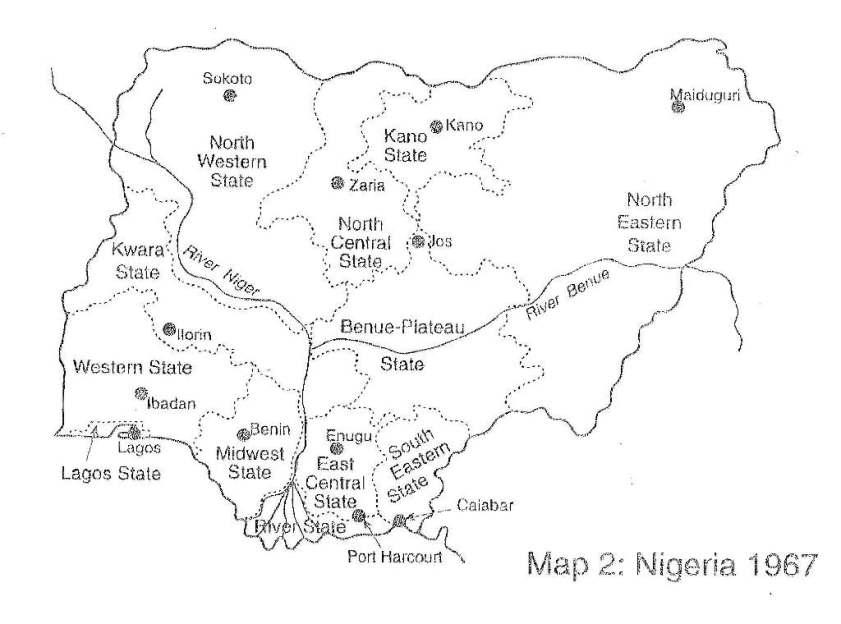 Sokoto
Maiduguri
Kano
Kano
State
North
Western
State
Zaria
North
Eastern
State
North
Central
State
Jos
Kwara
State
River Niger
River Benue
Benue-Plateau
State
Ilorin
Western State
Ibadan
Benin
Midwest
State
Enugu
East
Central
State
South
Eastern
State
Lagos
Lagos State
Calabar
River State
Port Harcourt
Map 2: Nigeria 1967